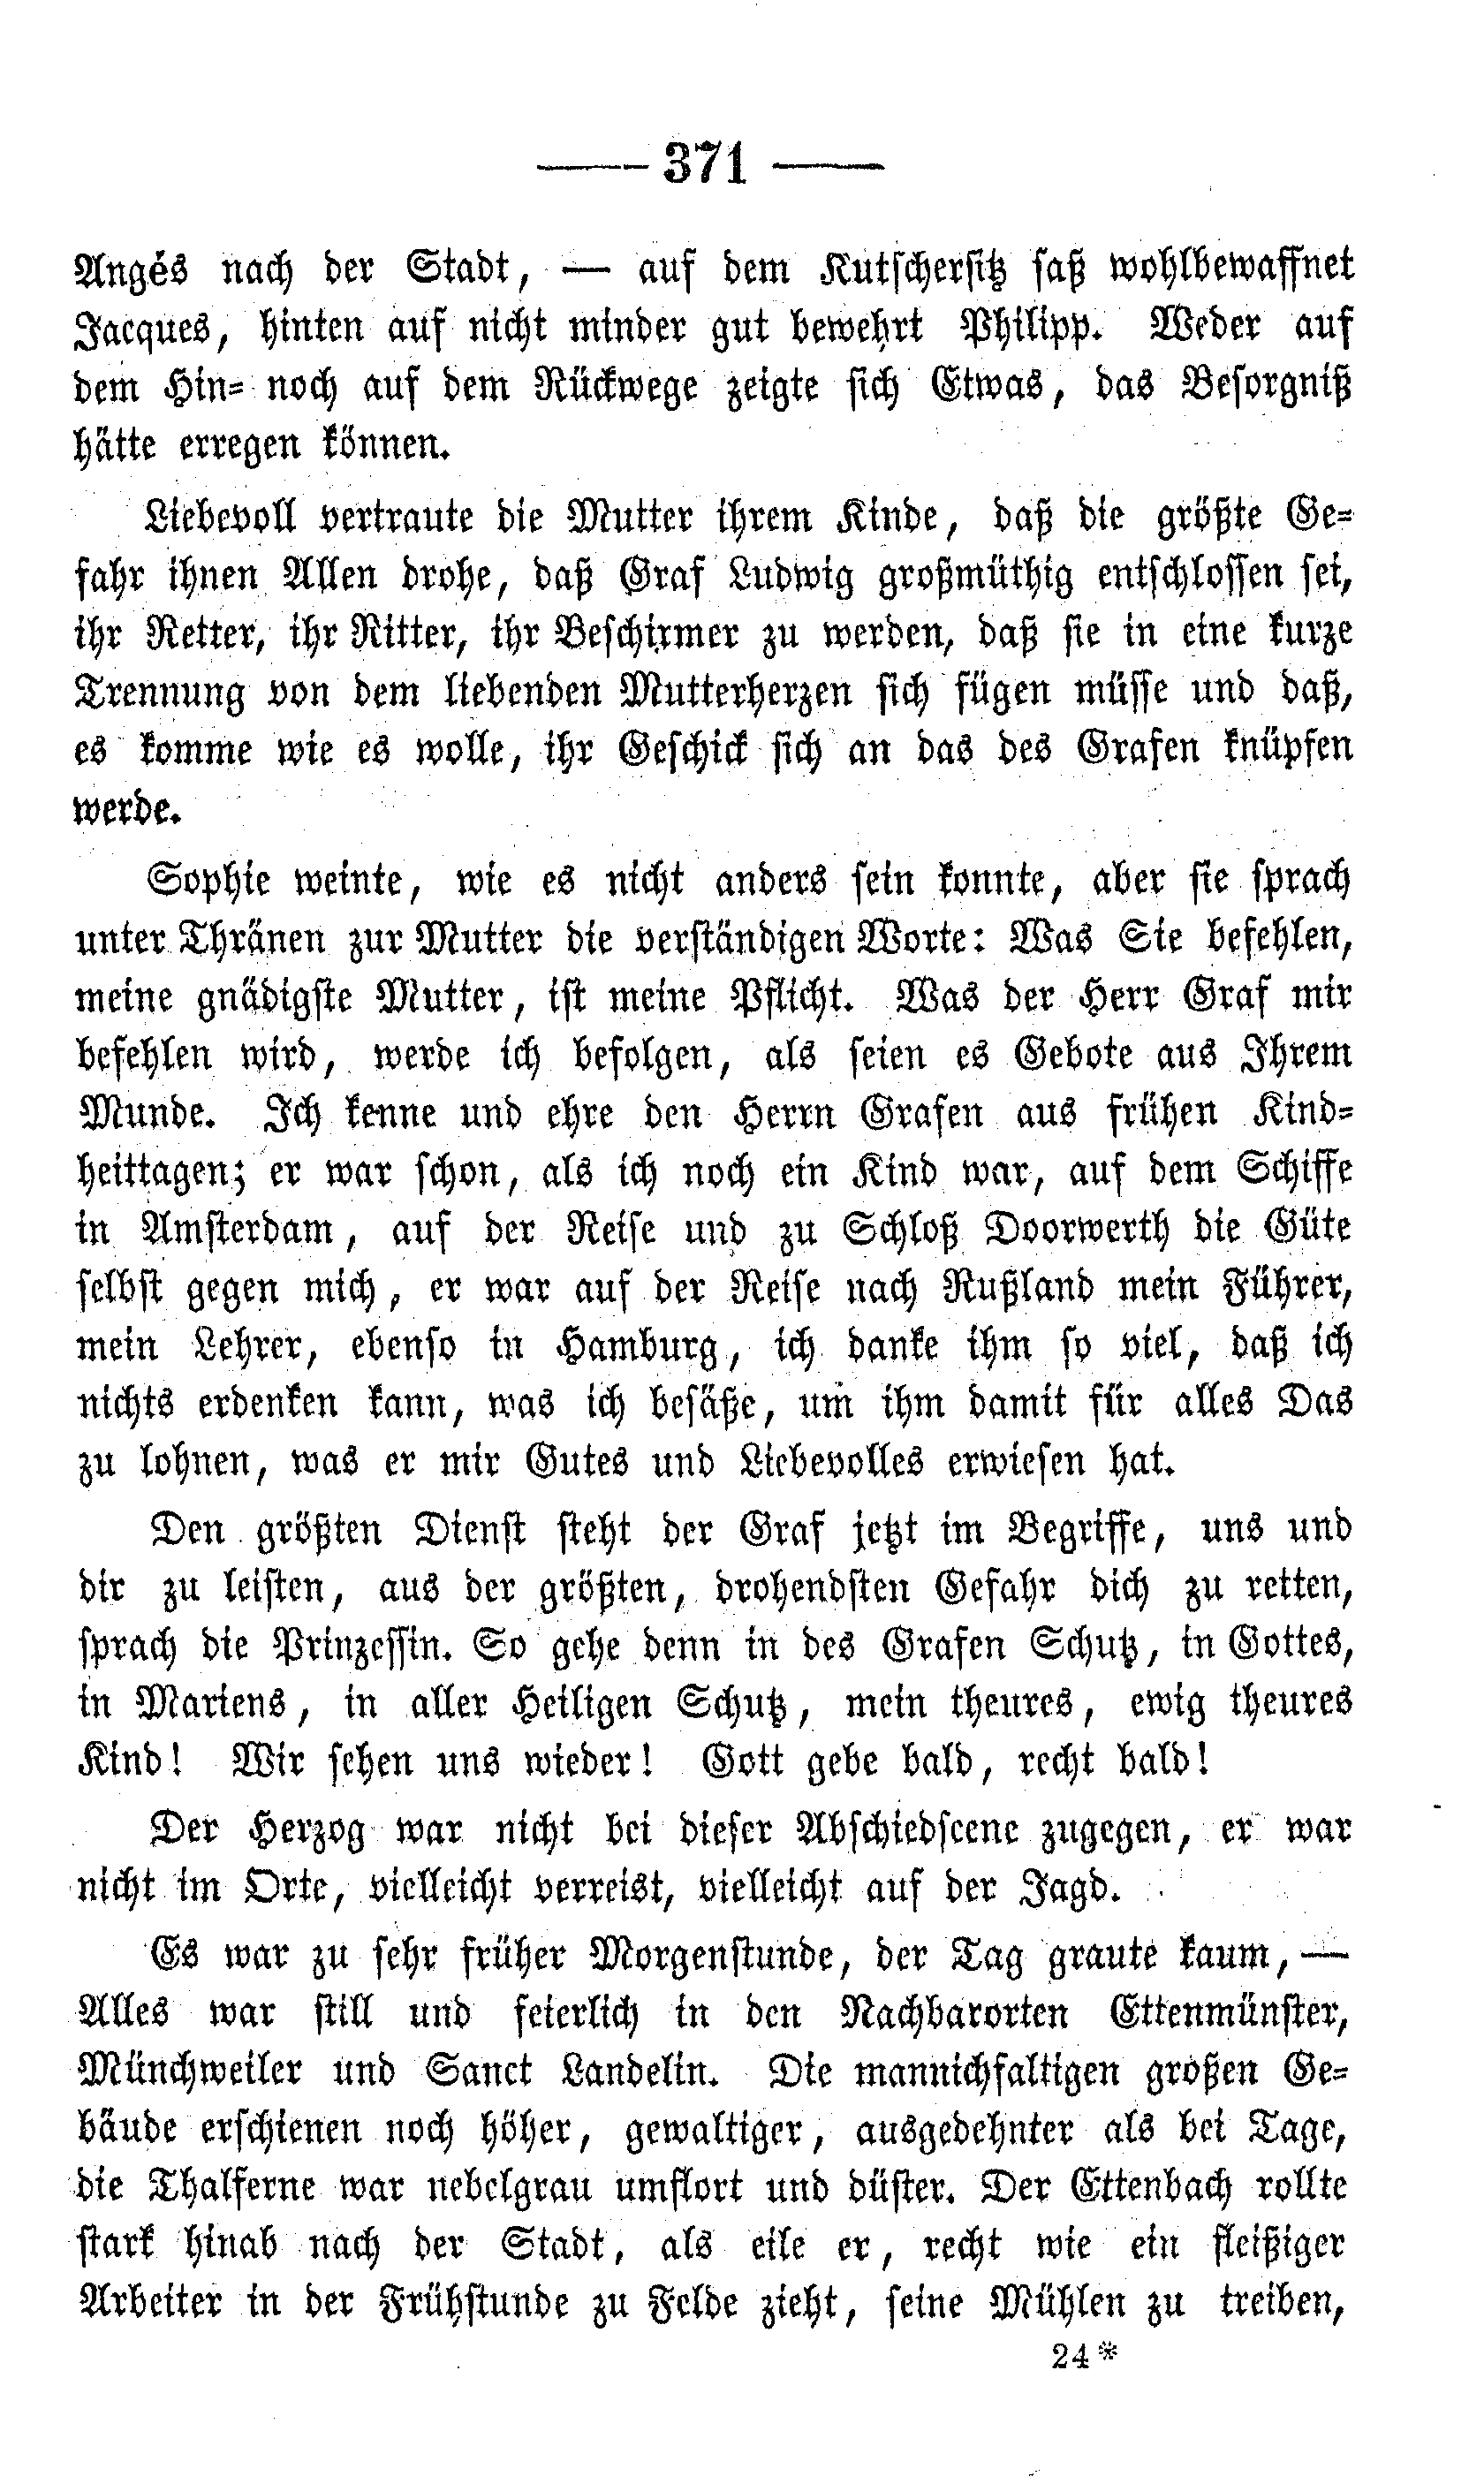 — 371 —
Angés nach der Stadt, — auf dem Kutschersitz saß wohlbewaffnet
Jacques, hinten auf nicht minder gut bewehrt Philipp. Weder auf
dem Hin- noch auf dem Rückwege zeigte sich Etwas, das Besorgniß
hätte erregen können.
Liebevoll vertraute die Mutter ihrem Kinde, daß die größte Ge-
fahr ihnen Allen drohe, daß Graf Ludwig großmüthig entschlossen sei,
ihr Retter, ihr Ritter, ihr Beschirmer zu werden, daß sie in eine kurze
Trennung von dem liebenden Mutterherzen sich fügen müsse und daß,
es komme wie es wolle, ihr Geschick sich an das des Grafen knüpfen
werde.
Sophie weinte, wie es nicht anders sein konnte, aber sie sprach
unter Thränen zur Mutter die verständigen Worte: Was Sie befehlen,
meine gnädigste Mutter, ist meine Pflicht. Was der Herr Graf mir
befehlen wird, werde ich befolgen, als seien es Gebote aus Ihrem
Munde. Ich kenne und ehre den Herrn Grafen aus frühen Kind-
heittagen; er war schon, als ich noch ein Kind war, auf dem Schiffe
in Amsterdam, auf der Reise und zu Schloß Doorwerth die Güte
selbst gegen mich, er war auf der Reise nach Rußland mein Führer,
mein Lehrer, ebenso in Hamburg, ich danke ihm so viel, daß ich
nichts erdenken kann, was ich besäße, um ihm damit für alles Das
zu lohnen, was er mir Gutes und Liebevolles erwiesen hat.
Den größten Dienst steht der Graf jetzt im Begriffe, uns und
dir zu leisten, aus der größten, drohendsten Gefahr dich zu retten,
sprach die Prinzessin. So gehe denn in des Grafen Schutz, in Gottes,
in Mariens, in aller Heiligen Schutz, mein theures, ewig theures
Kind! Wir sehen uns wieder! Gott gebe bald, recht bald!
Der Herzog war nicht bei dieser Abschiedscene zugegen, er war
nicht im Orte, vielleicht verreist, vielleicht auf der Jagd.
Es war zu sehr früher Morgenstunde, der Tag graute kaum, —
Alles war still und feierlich in den Nachbarorten Ettenmünster,
Münchweiler und Sanct Landelin. Die mannichfaltigen großen Ge-
bäude erschienen noch höher, gewaltiger, ausgedehnter als bei Tage,
die Thalferne war nebelgrau umflort und düster. Der Ettenbach rollte
stark hinab nach der Stadt, als eile er, recht wie ein fleißiger
Arbeiter in der Frühstunde zu Felde zieht, seine Mühlen zu treiben,
24*